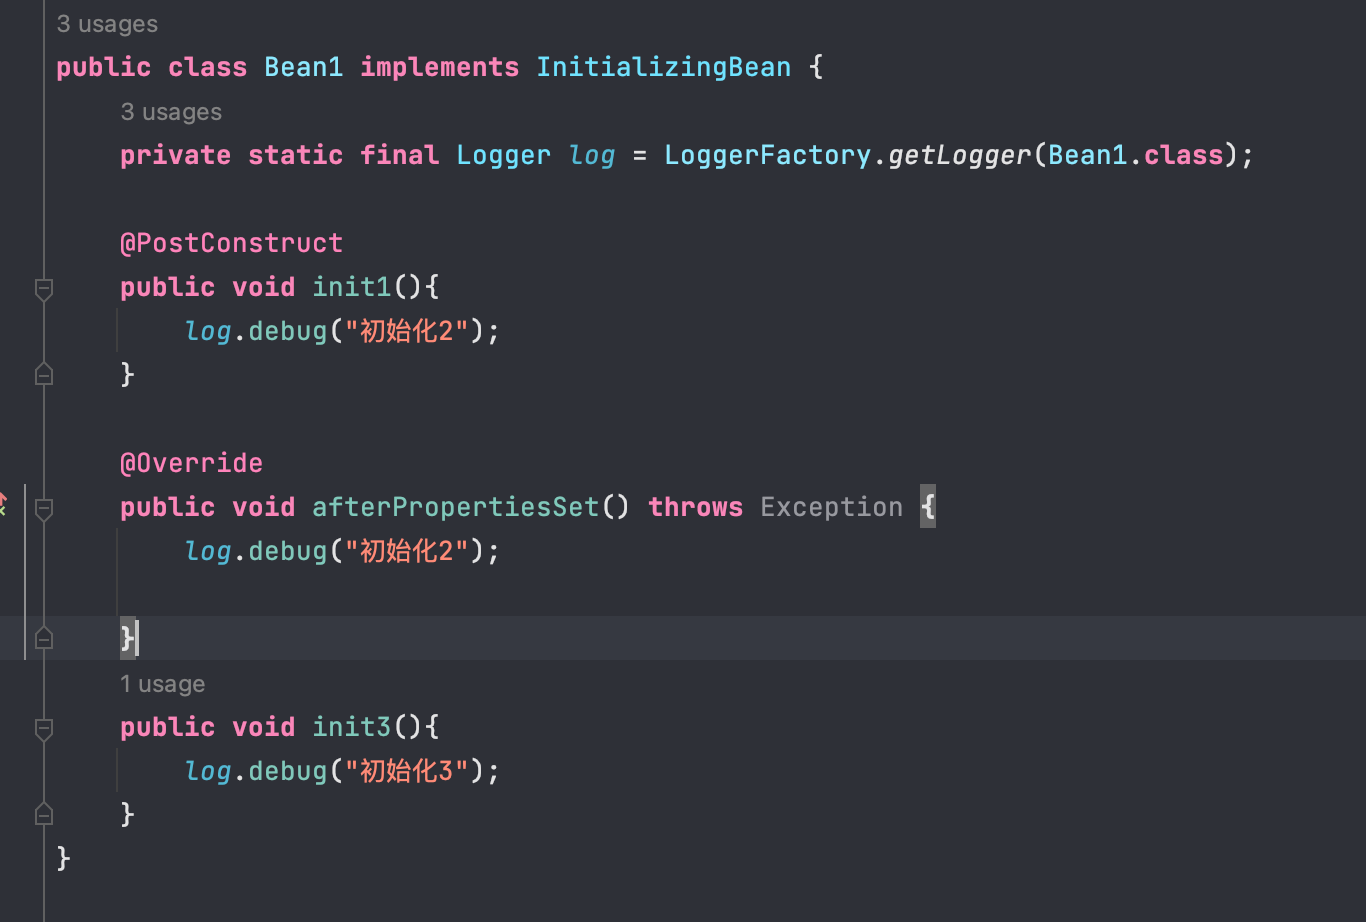 3 usages
public class Bean1 implements InitializingBean {
3 usages
private static final Logger log = LoggerFactory.getLogger(Bean1.class);
@PostConstruct
public void init1(){
log.debug("初始化2");
}
@Override
public void afterPropertiesSet() throws Exception {
log.debug("初始化2");
}
1 usage
public void init3(){
log.debug("初始化3");
}
}